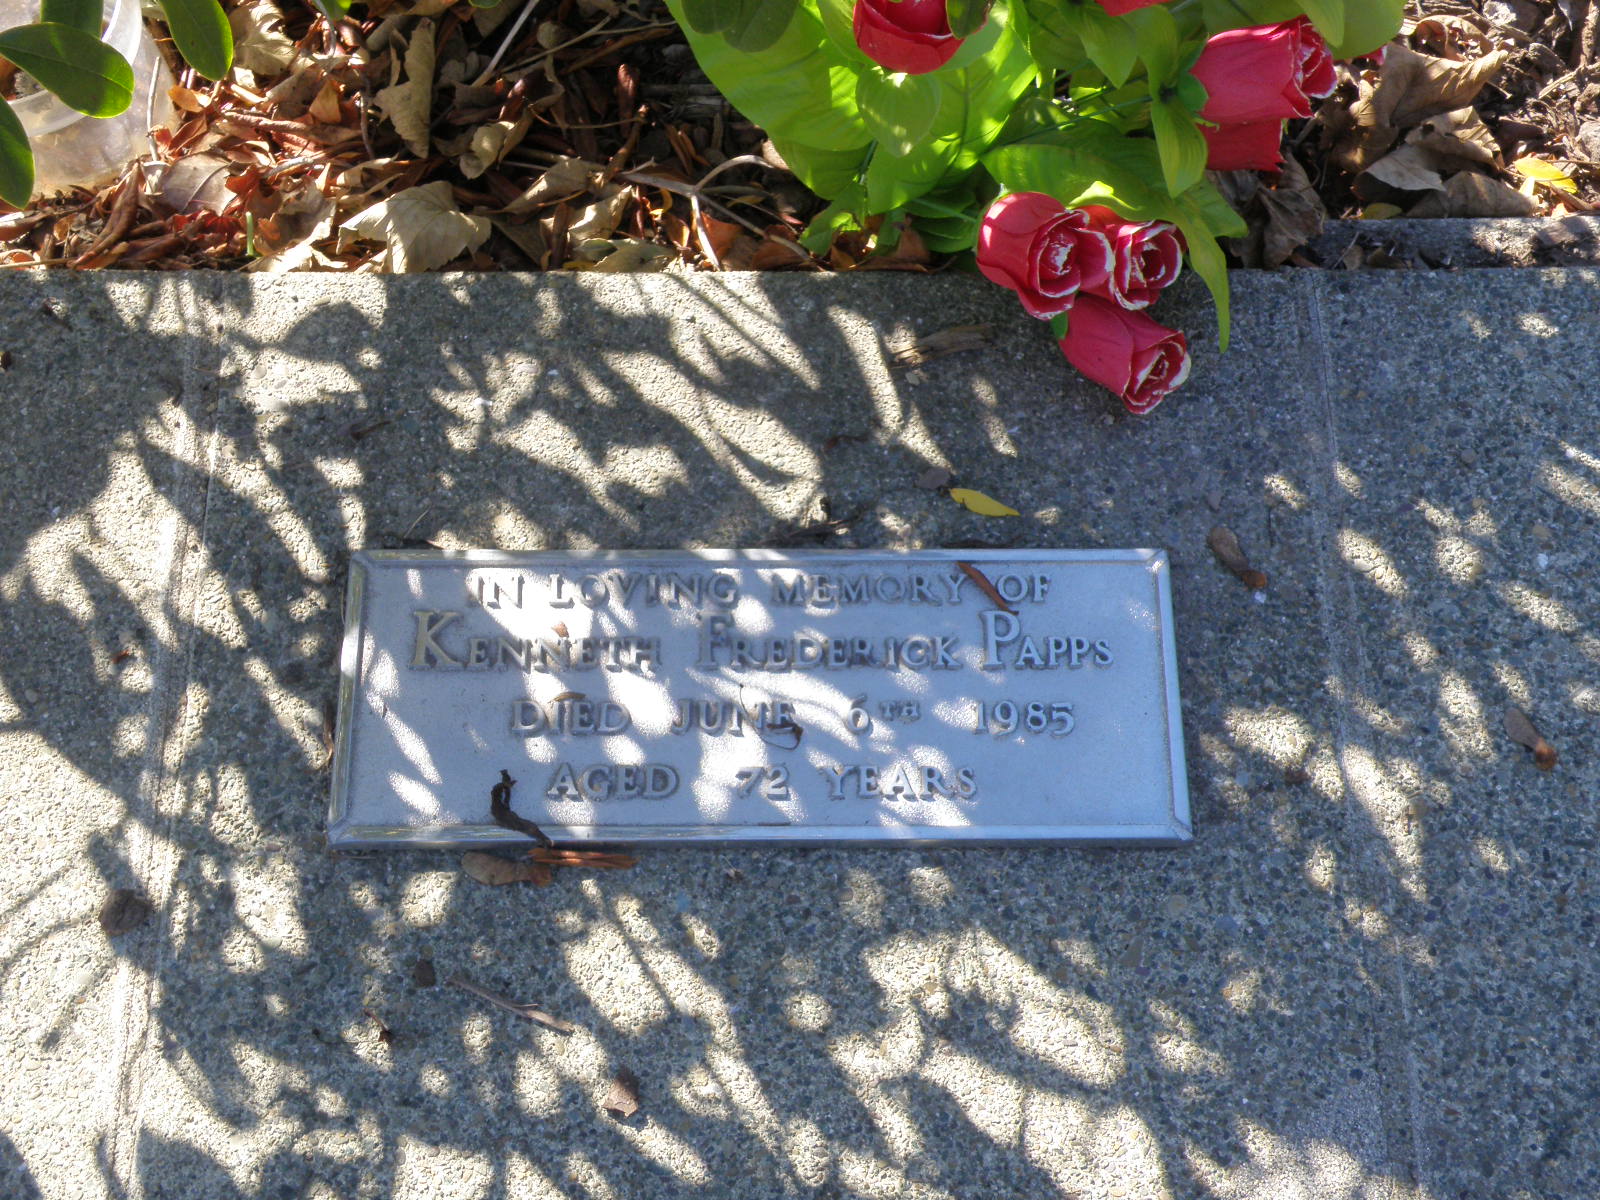 IN LOVING MEMORY OF
KENNETH FREDERICK PAPPS
DIED JUNE 6TH 1985
AGED 72 YEARS